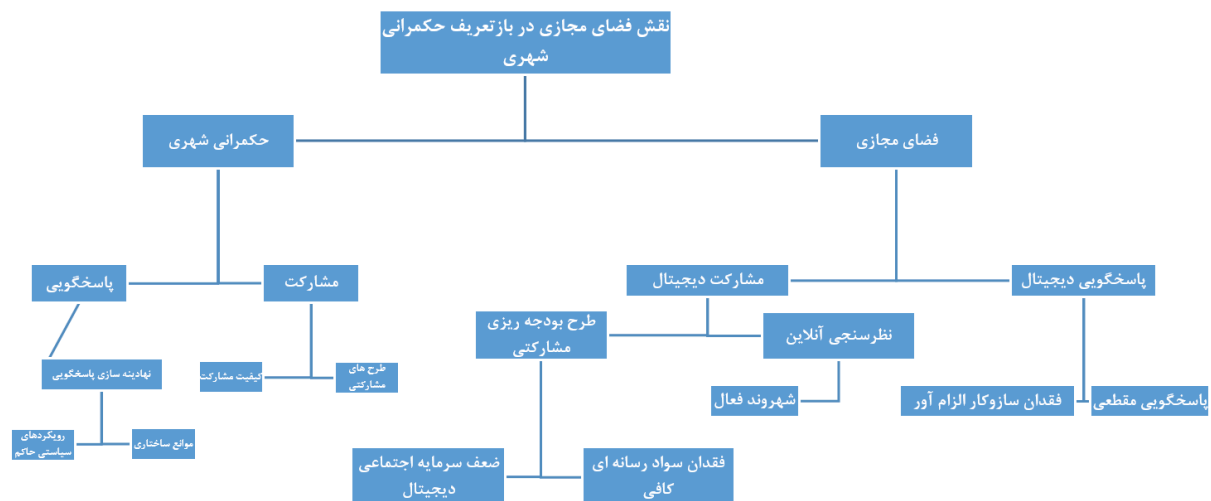 نقش فضای مجازی در بازتعریف حکمرانی
شهری
فضای مجازی
حکمرانی شهری
پاسخگویی دیجیتال
مشارکت دیجیتال
مشارکت
پاسخگویی
نظرسنجی آنلاین
طرح بودجه ریزی
مشارکتی
پاسخگویی مقطعی
فقدان سازوکار الزام آور
شهروند فعال
طرح های
مشارکتی
کیفیت مشارکت
نهادینه سازی پاسخگویی
فقدان سواد رسانه ای
کافی
ضعف سرمایه اجتماعی
دیجیتال
موانع ساختاری
رویکردهای
سیاستی حاکم